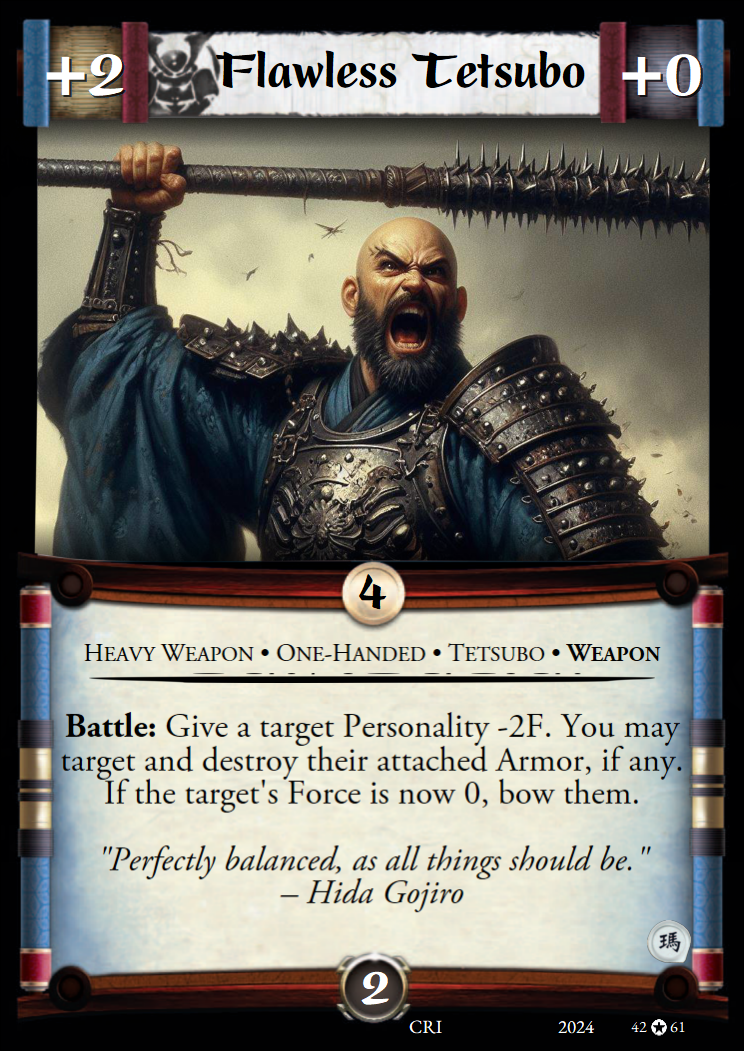 +2 Flawless Tetsubo +0
4
Heavy Weapon • One-Handed • Tetsubo • Weapon
Battle: Give a target Personality -2F. You may
target and destroy their attached Armor, if any.
If the target's Force is now 0, bow them.
"Perfectly balanced, as all things should be."
– Hida Gojiro
瑪
2
CRI 2024 42 61